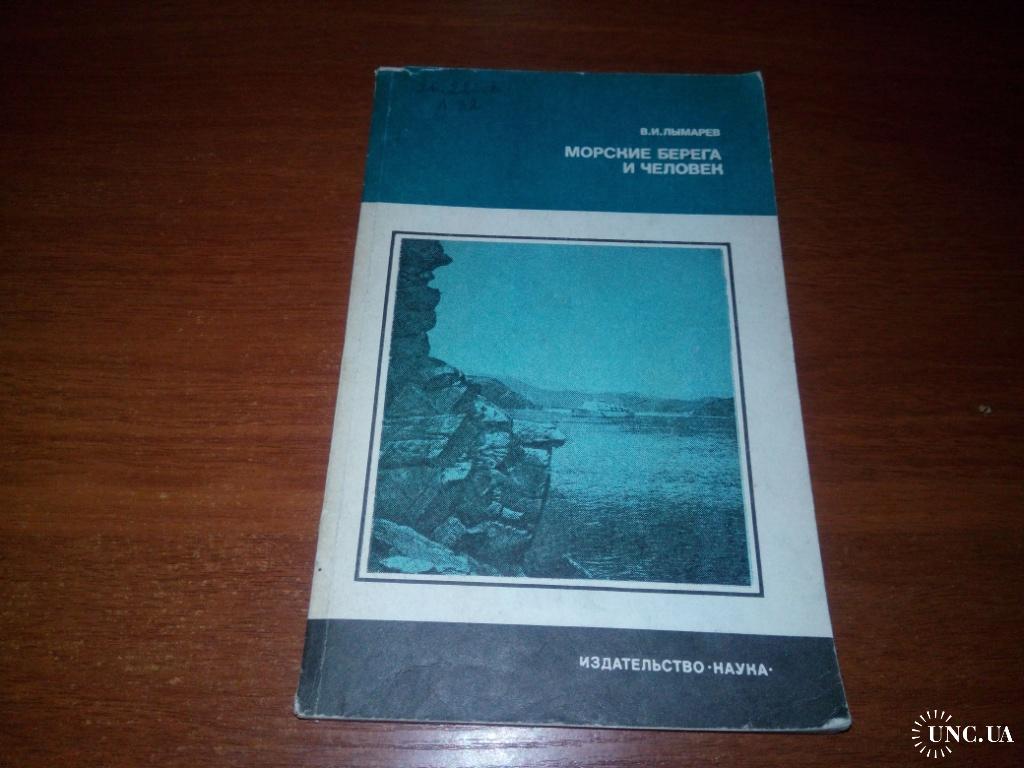 В.И.ЛЫМАРЕВ
МОРСКИЕ БЕРЕГА
И ЧЕЛОВЕК
ИЗДАТЕЛЬСТВО «НАУКА»
UNC.UA